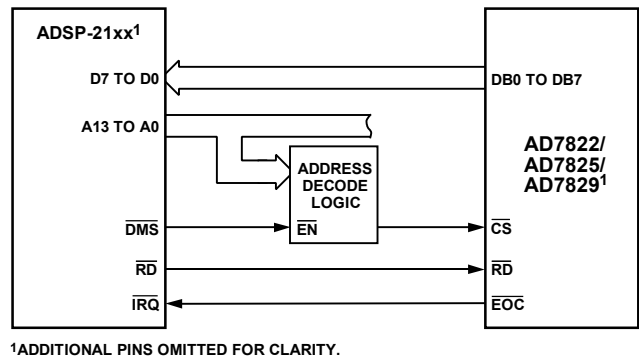 ADSP-21xx¹
D7 TO D0
DB0 TO DB7
A13 TO A0
ADDRESS
DECODE
LOGIC
AD7822/
AD7825/
AD7829¹
DMS
EN
CS
RD
RD
IRQ
EOC
¹ADDITIONAL PINS OMITTED FOR CLARITY.